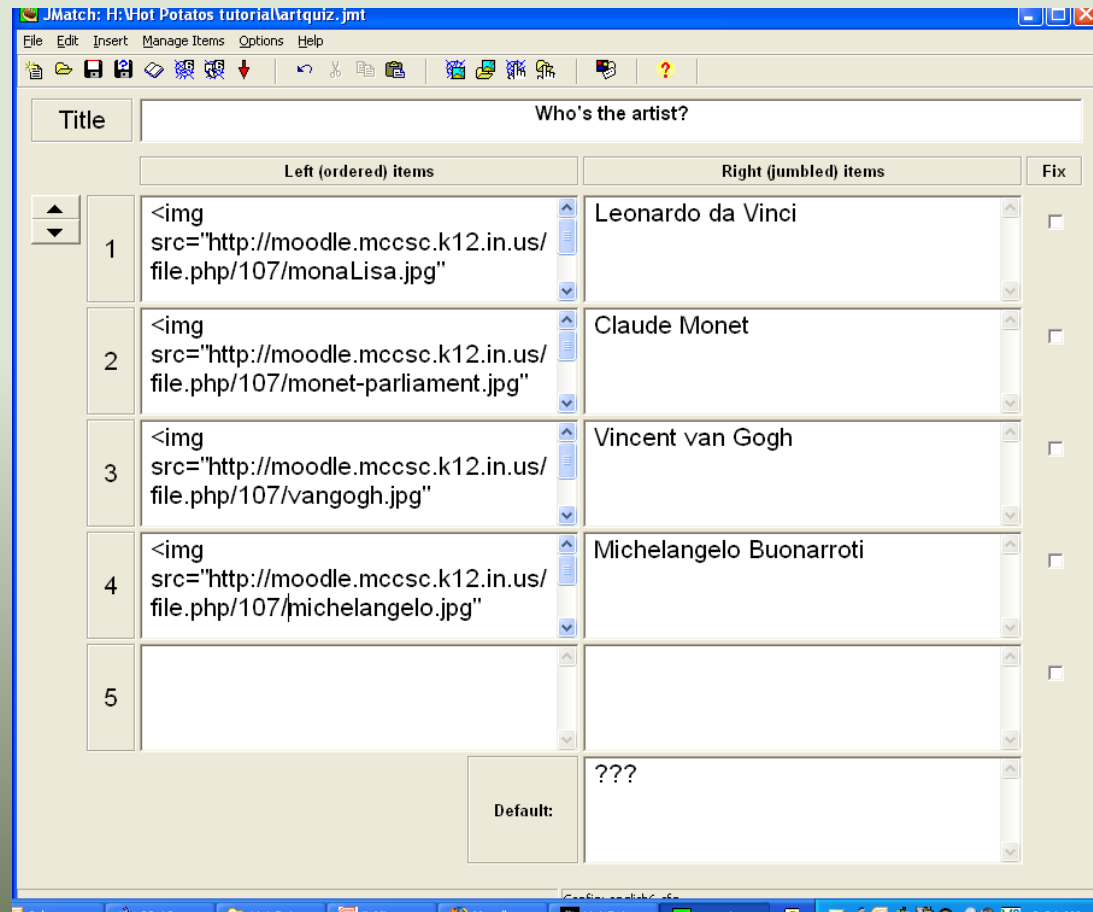 JMatch: H:\Hot Potatos tutorial\artquiz.jmt
File Edit Insert Manage Items Options Help
Title
Who's the artist?
Left (ordered) items
Right (jumbled) items
Fix
1
<img
src="http://moodle.mccsc.k12.in.us/
file.php/107/monaLisa.jpg"
Leonardo da Vinci
2
<img
src="http://moodle.mccsc.k12.in.us/
file.php/107/monet-parliament.jpg"
Claude Monet
3
<img
src="http://moodle.mccsc.k12.in.us/
file.php/107/vangogh.jpg"
Vincent van Gogh
4
<img
src="http://moodle.mccsc.k12.in.us/
file.php/107/michelangelo.jpg"
Michelangelo Buonarroti
5
Default:
???